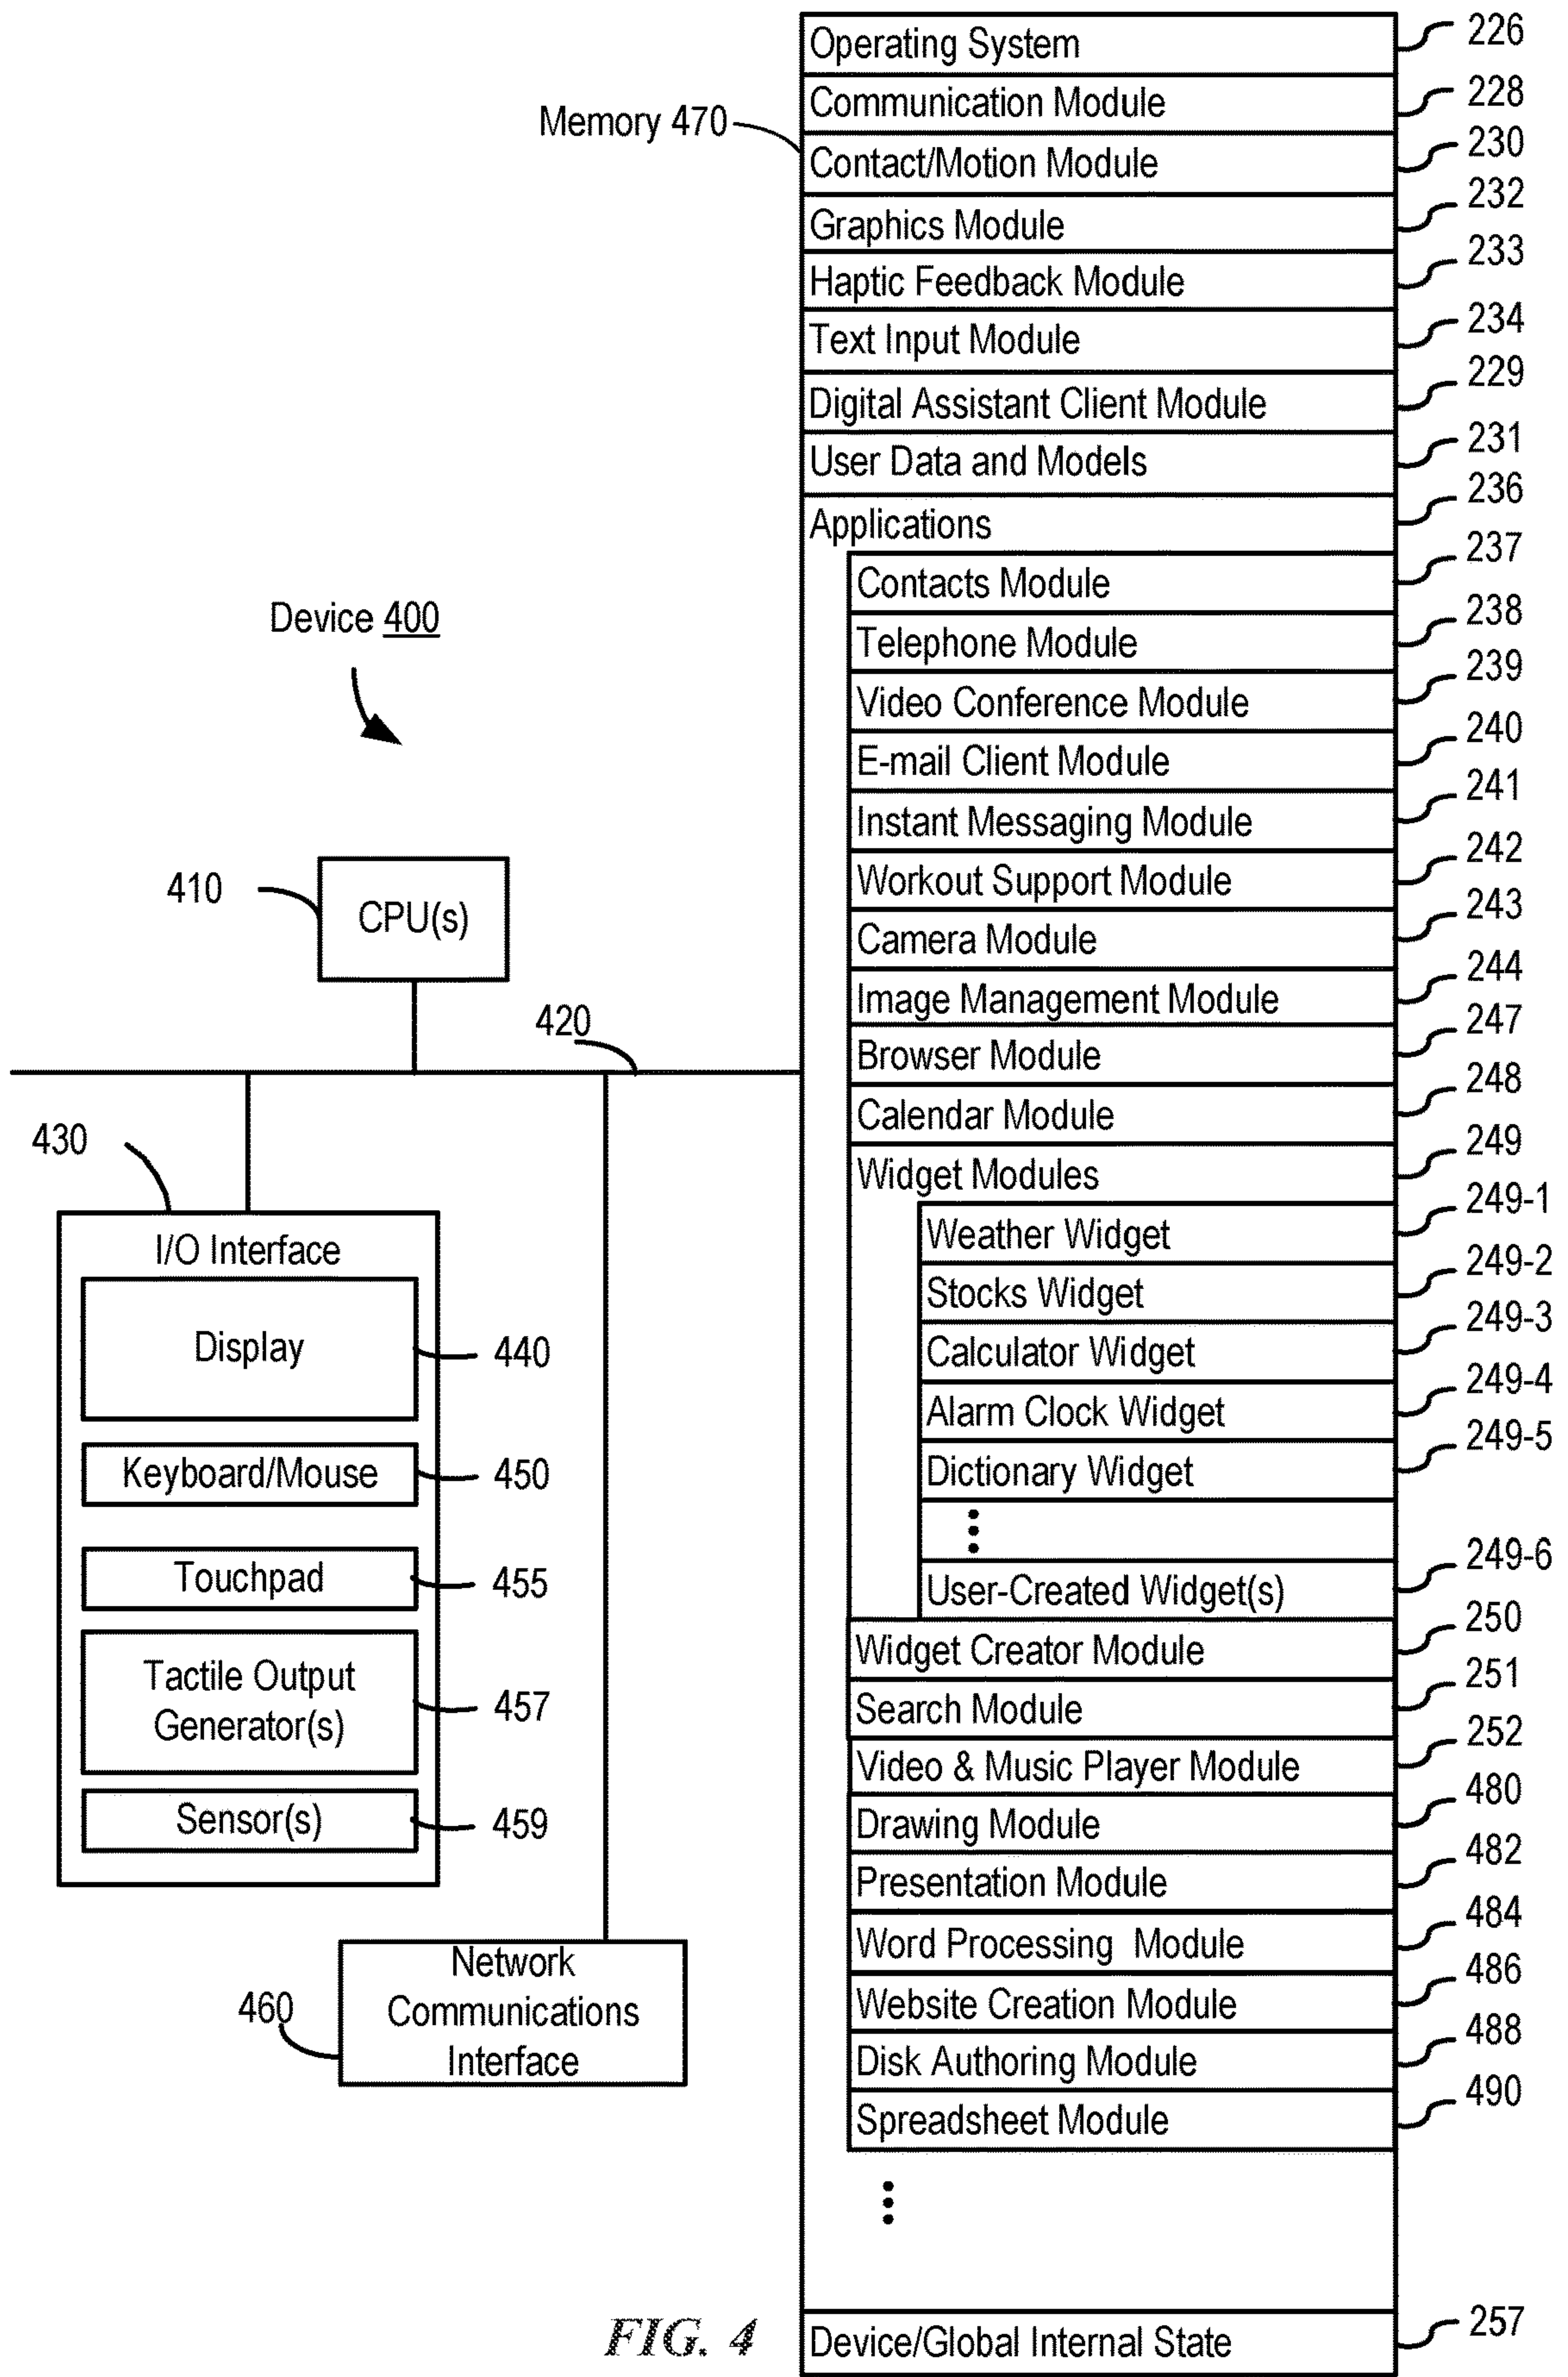 Operating System 226
Communication Module 228
Memory 470
Contact/Motion Module 230
Graphics Module 232
Haptic Feedback Module 233
Text Input Module 234
Digital Assistant Client Module 229
User Data and Models 231
Applications 236
Contacts Module 237
Telephone Module 238
Video Conference Module 239
E-mail Client Module 240
Instant Messaging Module 241
Workout Support Module 242
Camera Module 243
Image Management Module 244
Browser Module 247
Calendar Module 248
Widget Modules 249
Weather Widget 249-1
Stocks Widget 249-2
Calculator Widget 249-3
Alarm Clock Widget 249-4
Dictionary Widget 249-5
User-Created Widget(s) 249-6
Widget Creator Module 250
Search Module 251
Video & Music Player Module 252
Drawing Module 480
Presentation Module 482
Word Processing Module 484
Website Creation Module 486
Disk Authoring Module 488
Spreadsheet Module 490
Device/Global Internal State 257
Device 400
410
CPU(s)
420
430
I/O Interface
Display 440
Keyboard/Mouse 450
Touchpad 455
Tactile Output
Generator(s) 457
Sensor(s) 459
460
Network
Communications
Interface
FIG. 4